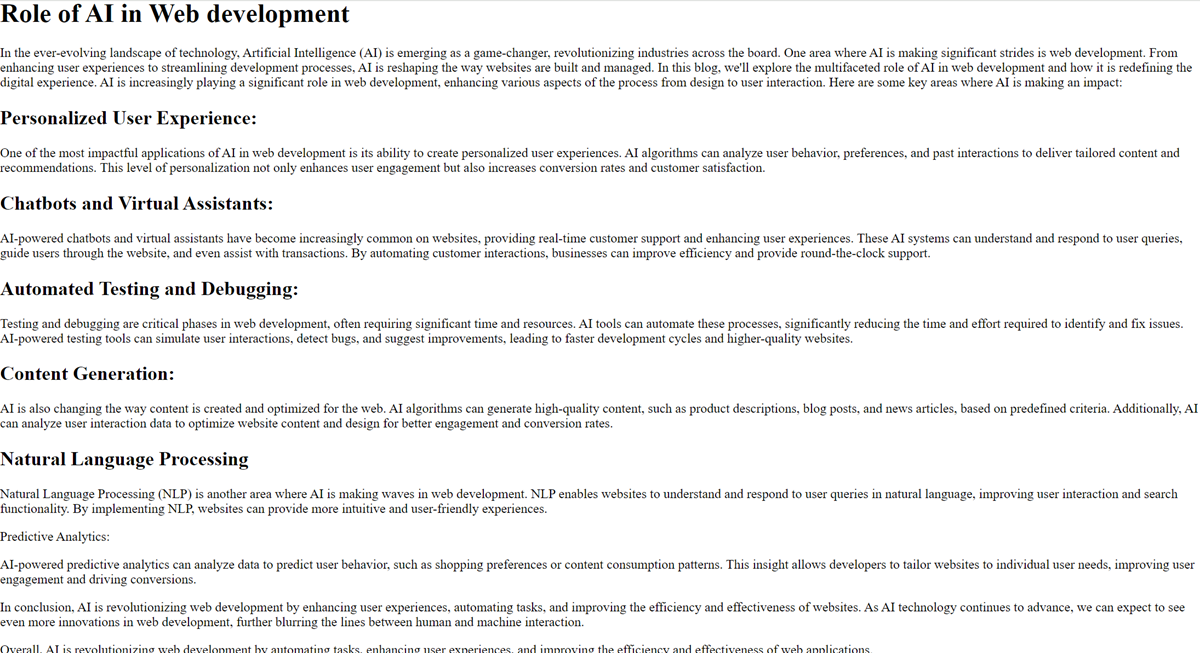 Role of AI in Web development
In the ever-evolving landscape of technology, Artificial Intelligence (AI) is emerging as a game-changer, revolutionizing industries across the board. One area where AI is making significant strides is web development. From
enhancing user experiences to streamlining development processes, AI is reshaping the way websites are built and managed. In this blog, we'll explore the multifaceted role of AI in web development and how it is redefining the
digital experience. AI is increasingly playing a significant role in web development, enhancing various aspects of the process from design to user interaction. Here are some key areas where AI is making an impact:
Personalized User Experience:
One of the most impactful applications of AI in web development is its ability to create personalized user experiences. AI algorithms can analyze user behavior, preferences, and past interactions to deliver tailored content and
recommendations. This level of personalization not only enhances user engagement but also increases conversion rates and customer satisfaction.
Chatbots and Virtual Assistants:
AI-powered chatbots and virtual assistants have become increasingly common on websites, providing real-time customer support and enhancing user experiences. These AI systems can understand and respond to user queries,
guide users through the website, and even assist with transactions. By automating customer interactions, businesses can improve efficiency and provide round-the-clock support.
Automated Testing and Debugging:
Testing and debugging are critical phases in web development, often requiring significant time and resources. AI tools can automate these processes, significantly reducing the time and effort required to identify and fix issues.
AI-powered testing tools can simulate user interactions, detect bugs, and suggest improvements, leading to faster development cycles and higher-quality websites.
Content Generation:
AI is also changing the way content is created and optimized for the web. AI algorithms can generate high-quality content, such as product descriptions, blog posts, and news articles, based on predefined criteria. Additionally, AI
can analyze user interaction data to optimize website content and design for better engagement and conversion rates.
Natural Language Processing
Natural Language Processing (NLP) is another area where AI is making waves in web development. NLP enables websites to understand and respond to user queries in natural language, improving user interaction and search
functionality. By implementing NLP, websites can provide more intuitive and user-friendly experiences.
Predictive Analytics:
AI-powered predictive analytics can analyze data to predict user behavior, such as shopping preferences or content consumption patterns. This insight allows developers to tailor websites to individual user needs, improving user
engagement and driving conversions.
In conclusion, AI is revolutionizing web development by enhancing user experiences, automating tasks, and improving the efficiency and effectiveness of websites. As AI technology continues to advance, we can expect to see
even more innovations in web development, further blurring the lines between human and machine interaction.
Overall, AI is revolutionizing web development by automating tasks, enhancing user experiences, and improving the efficiency and effectiveness of web applications.